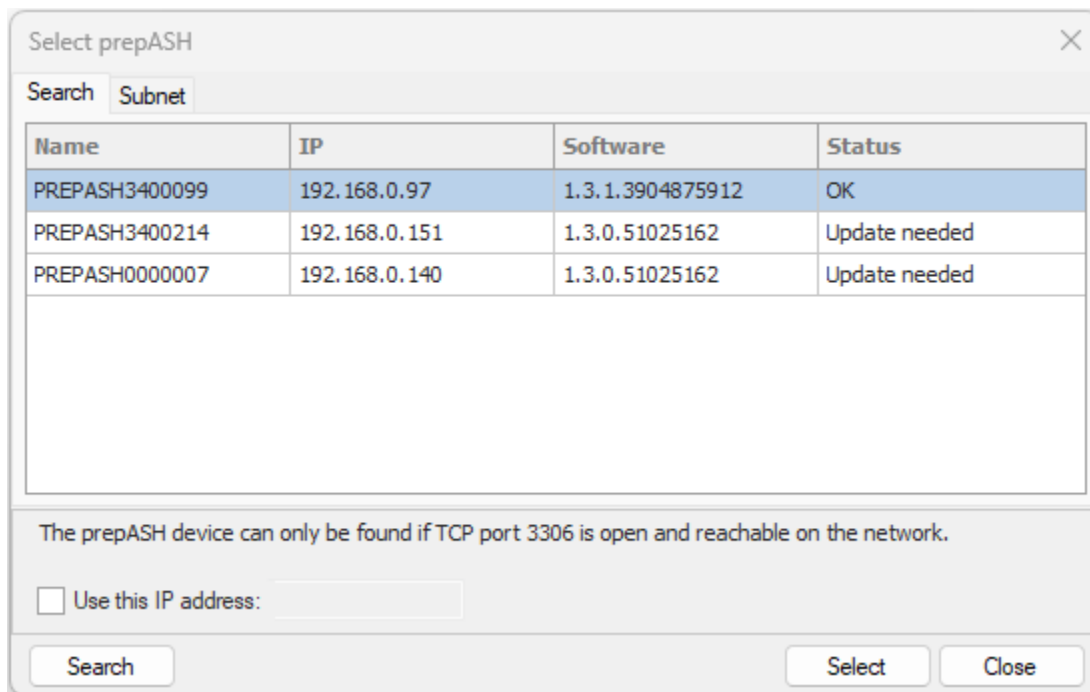 Select prepASH
Search Subnet
Name IP Software Status
PREPASH3400099 192.168.0.97 1.3.1.3904875912 OK
PREPASH3400214 192.168.0.151 1.3.0.51025162 Update needed
PREPASH0000007 192.168.0.140 1.3.0.51025162 Update needed
The prepASH device can only be found if TCP port 3306 is open and reachable on the network.
Use this IP address:
Search Select Close